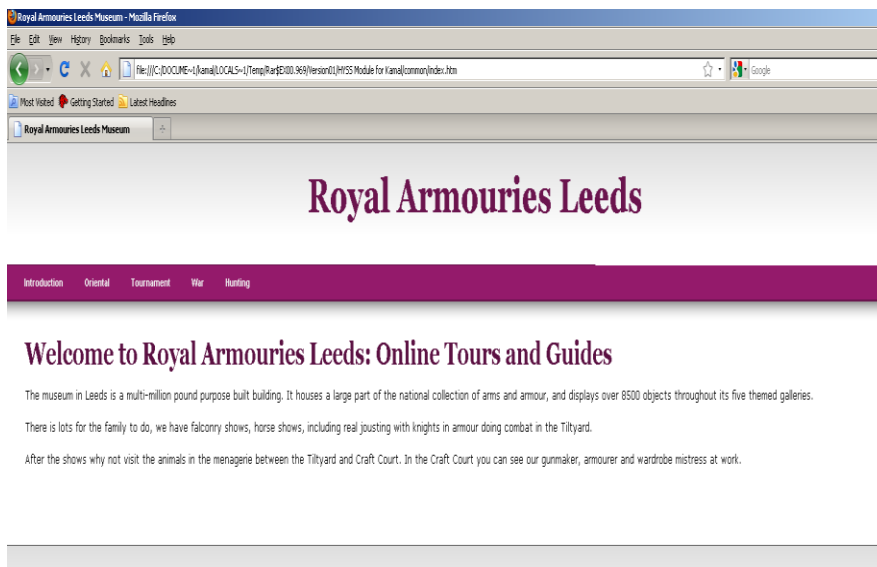 Royal Armouries Leeds Museum - Mozilla Firefox
File Edit View History Bookmarks Tools Help
file:///C:/DOCUME~1/kamal/LOCALS~1/Temp/Rar$EX00.969/Version01/HYSS Module for Kamal/common/index.htm Google
Most Visited Getting Started Latest Headlines
Royal Armouries Leeds Museum
Royal Armouries Leeds
Introduction Oriental Tournament War Hunting
Welcome to Royal Armouries Leeds: Online Tours and Guides
The museum in Leeds is a multi-million pound purpose built building. It houses a large part of the national collection of arms and armour, and displays over 8500 objects throughout its five themed galleries.
There is lots for the family to do, we have falconry shows, horse shows, including real jousting with knights in armour doing combat in the Tiltyard.
After the shows why not visit the animals in the menagerie between the Tiltyard and Craft Court. In the Craft Court you can see our gunmaker, armourer and wardrobe mistress at work.